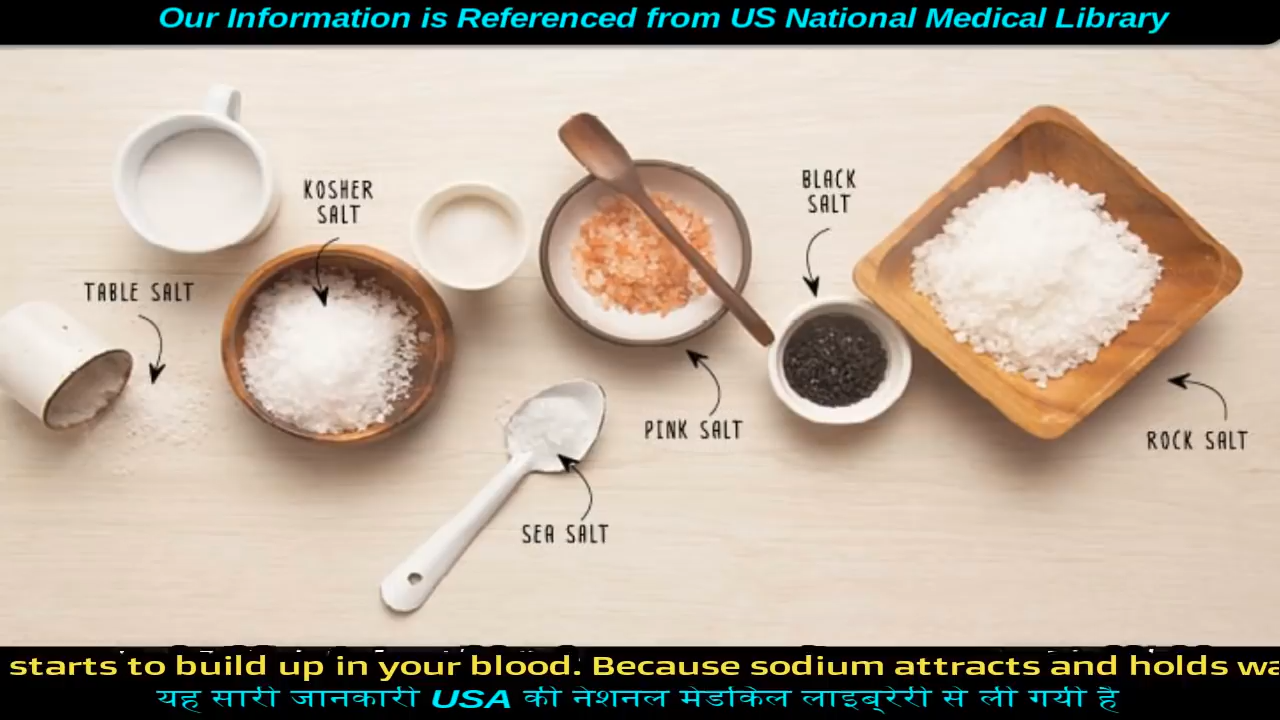 Our Information is Referenced from US National Medical Library
KOSHER
SALT
BLACK
SALT
TABLE SALT
PINK SALT
ROCK SALT
SEA SALT
starts to build up in your blood. Because sodium attracts and holds
यह सारी जानकारी USA की नेशनल मेडिकल लाइब्रेरी से ली गयी है